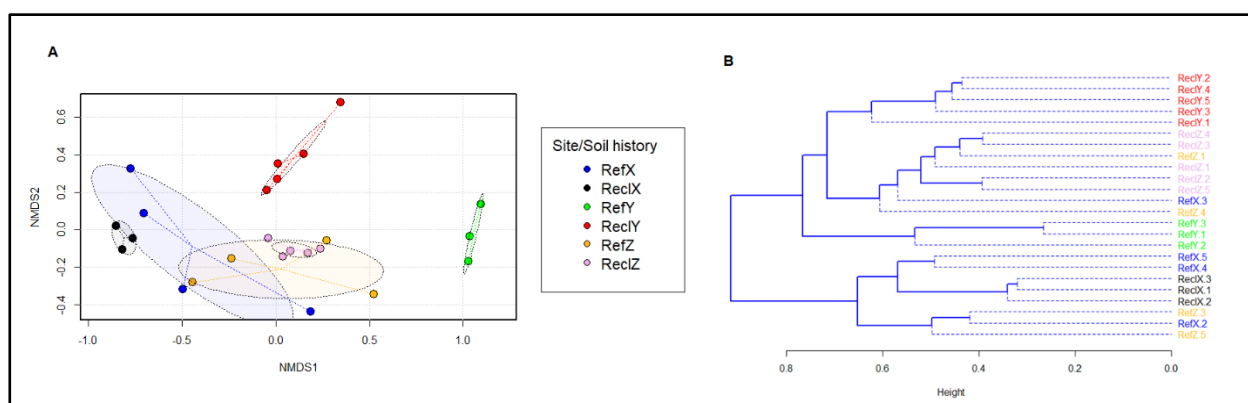 A
0.6
0.4
0.2
0.0
-0.2
-0.4
NMDS2
-1.0 -0.5 0.0 0.5 1.0
NMDS1
Site/Soil history
RefX
ReclX
RefY
ReclY
RefZ
ReclZ
B
ReclY.2
ReclY.4
ReclY.5
ReclY.3
ReclY.1
ReclZ.4
ReclZ.3
RefZ.1
ReclZ.1
ReclZ.2
ReclZ.5
RefX.3
RefZ.4
RefY.3
RefY.1
RefY.2
RefX.5
RefX.4
ReclX.3
ReclX.1
ReclX.2
RefZ.3
RefX.2
RefZ.5
0.8 0.6 0.4 0.2 0.0
Height